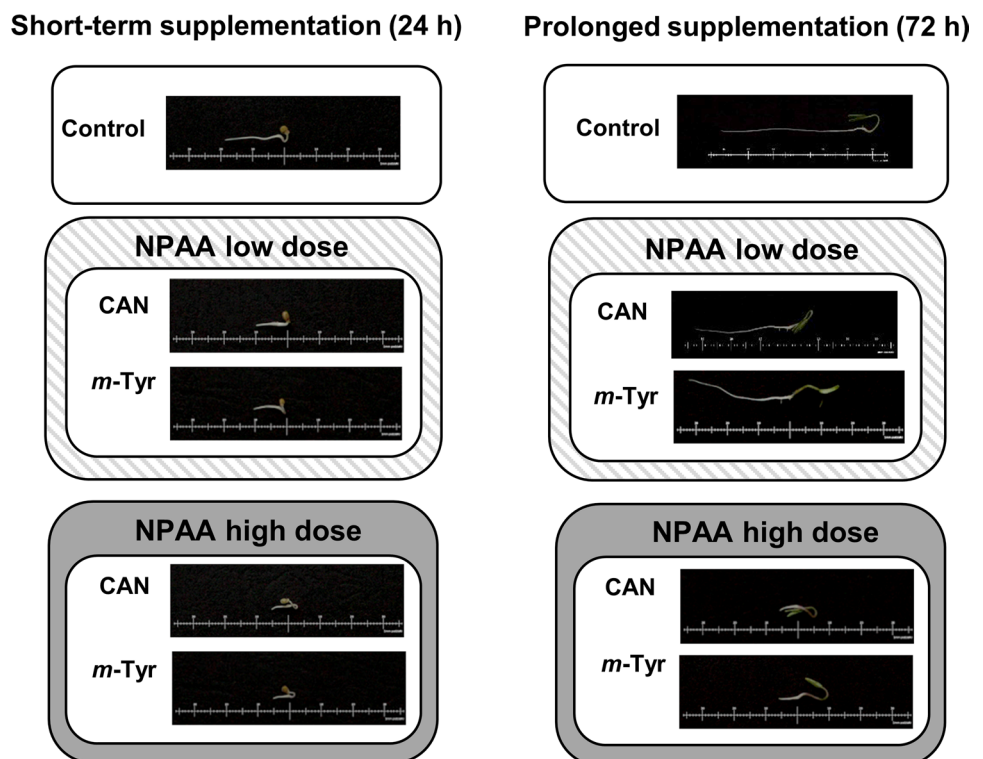 Short-term supplementation (24 h)
Control
NPAA low dose
CAN
m-Tyr
NPAA high dose
CAN
m-Tyr
Prolonged supplementation (72 h)
Control
NPAA low dose
CAN
m-Tyr
NPAA high dose
CAN
m-Tyr